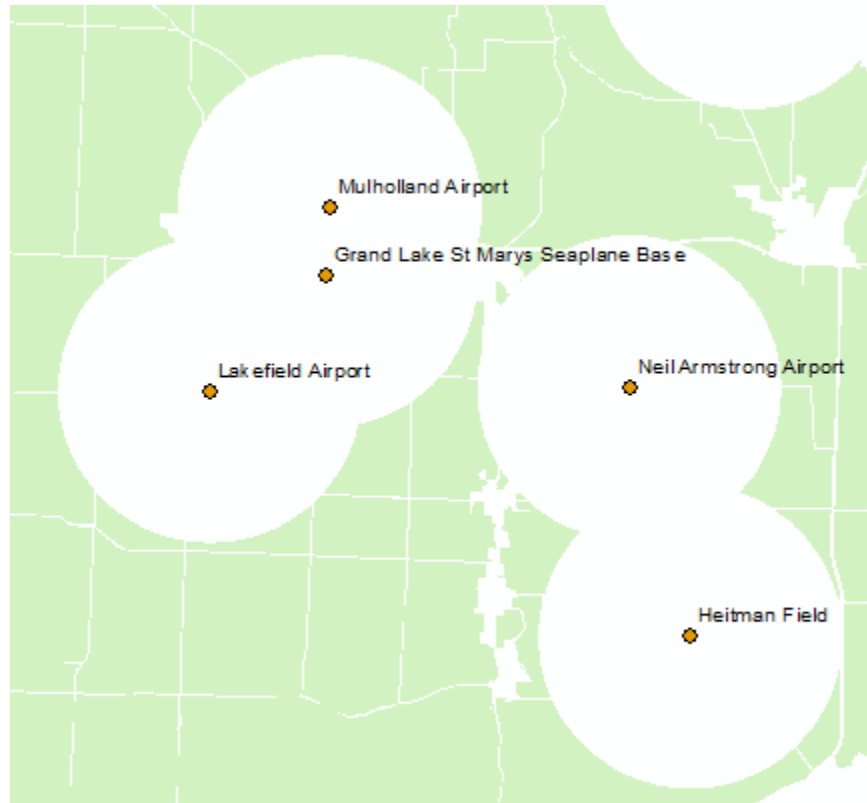 Mulholland Airport
Grand Lake St Marys Seaplane Base
Lakefield Airport
Neil Armstrong Airport
Heitman Field